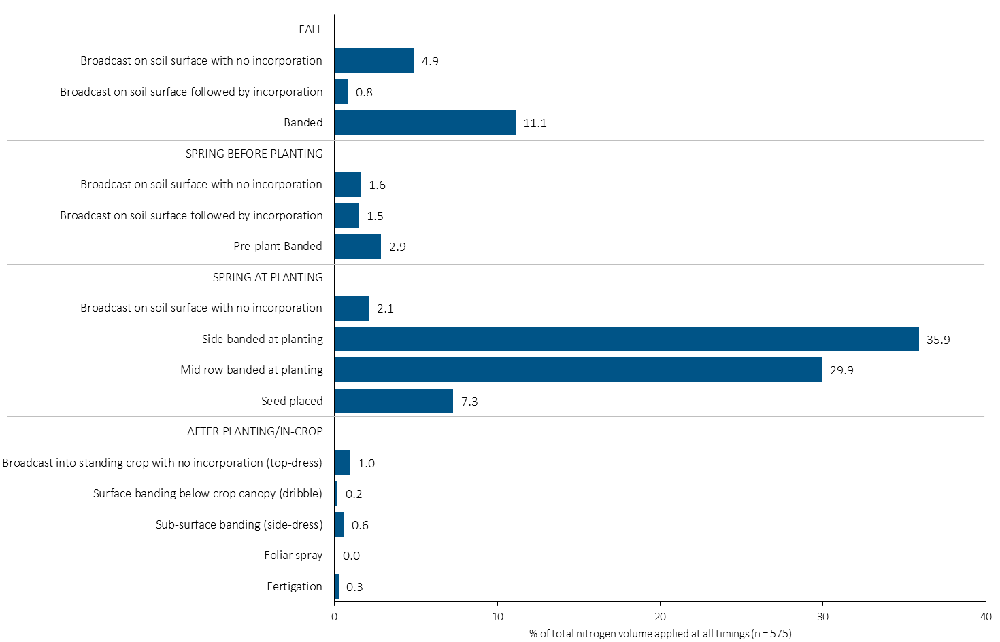 FALL
Broadcast on soil surface with no incorporation 4.9
Broadcast on soil surface followed by incorporation 0.8
Banded 11.1
SPRING BEFORE PLANTING
Broadcast on soil surface with no incorporation 1.6
Broadcast on soil surface followed by incorporation 1.5
Pre-plant Banded 2.9
SPRING AT PLANTING
Broadcast on soil surface with no incorporation 2.1
Side banded at planting 35.9
Mid row banded at planting 29.9
Seed placed 7.3
AFTER PLANTING/IN-CROP
Broadcast into standing crop with no incorporation (top-dress) 1.0
Surface banding below crop canopy (dribble) 0.2
Sub-surface banding (side-dress) 0.6
Foliar spray 0.0
Fertigation 0.3
0 10 20 30 40
% of total nitrogen volume applied at all timings (n = 575)